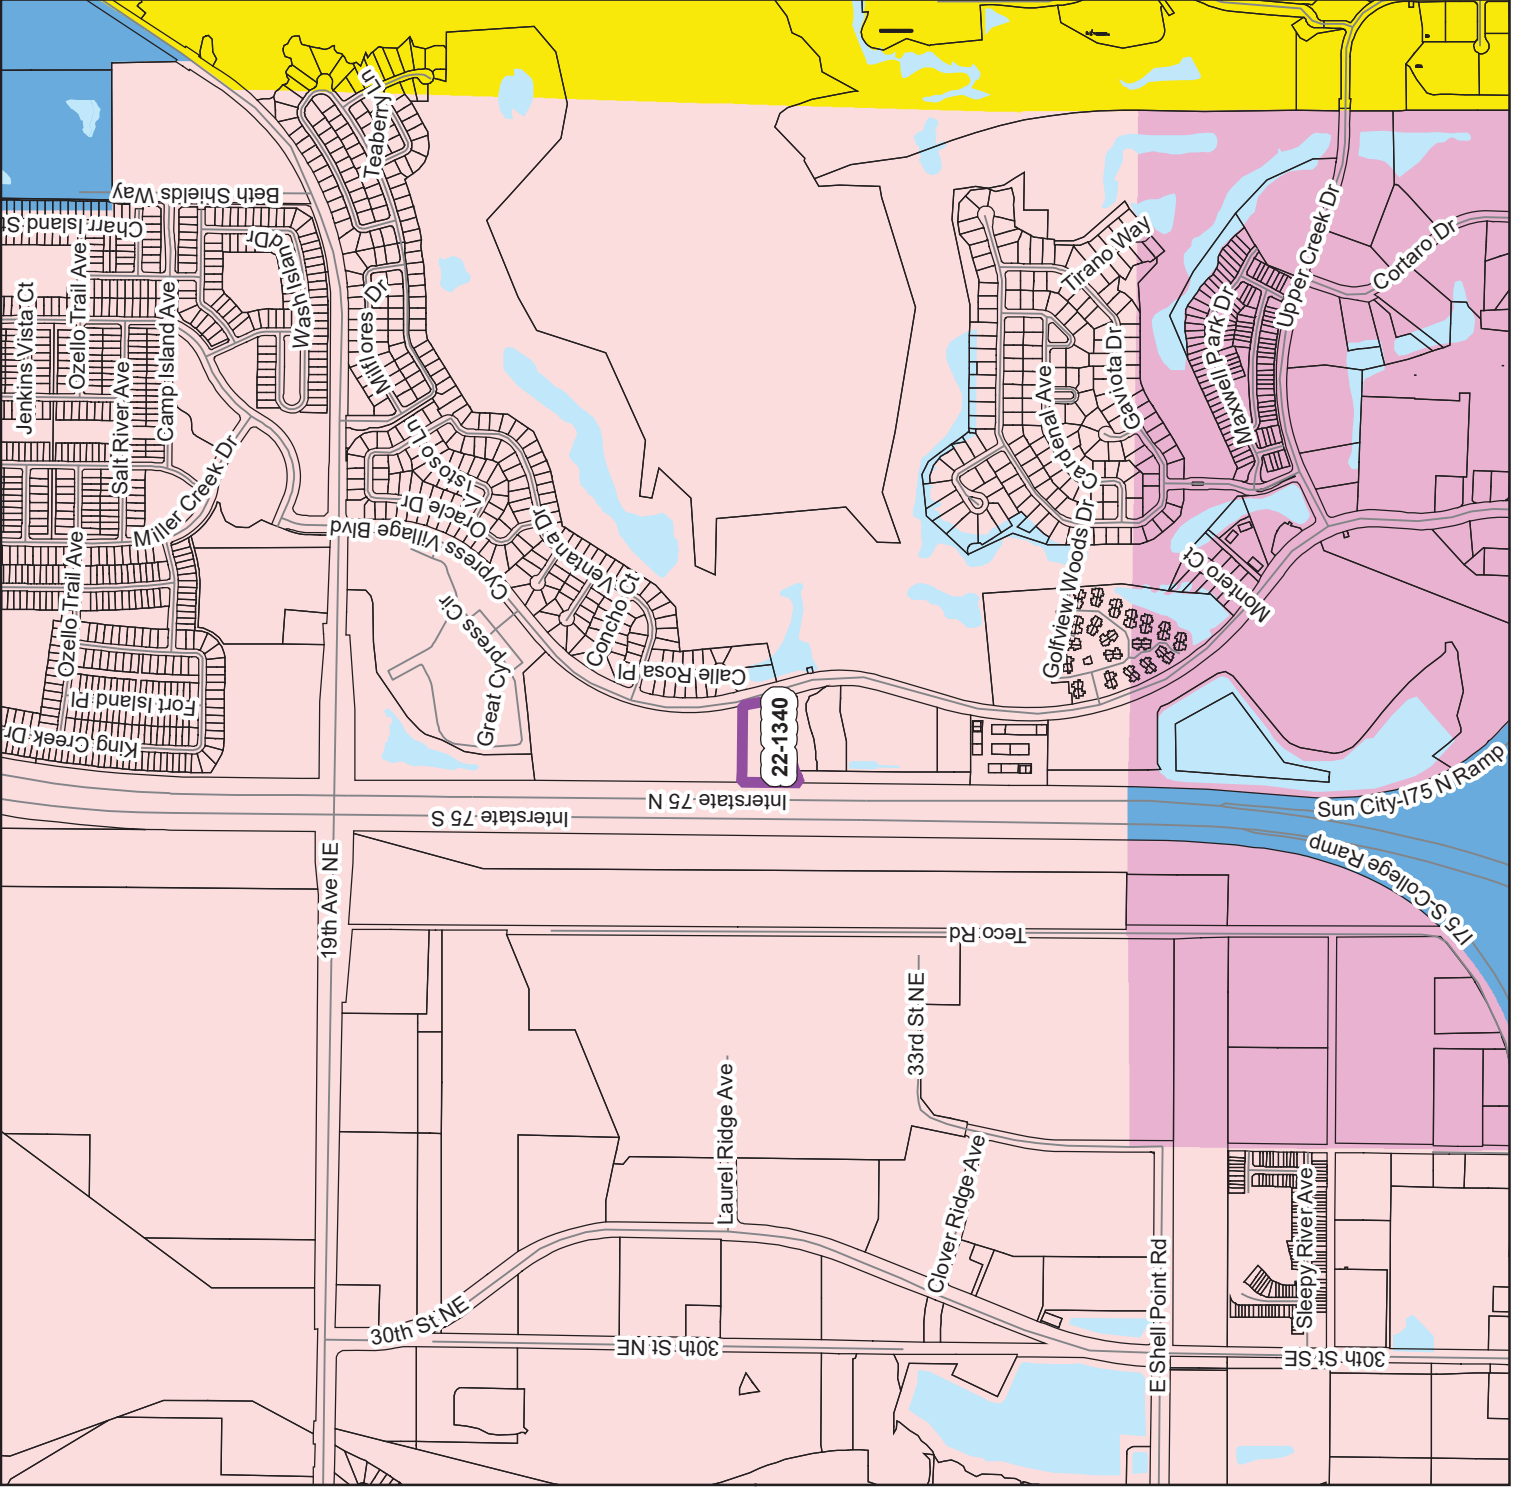 Teaberry Ln
Beth Shields Way
Charr Island St
Wash Island Dr
Ozello Trail Ave
Jenkins Vista Ct
Camp Island Ave
Salt River Ave
Milflores Dr
Miller Creek Dr
Vistoso Ln
Oracle Dr
Cypress Village Blvd
Ventana Dr
Concho Ct
Great Cypress Cir
Calle Rosa Pl
Ozello Trail Ave
Fort Island Pl
King Creek Dr
Tirano Way
Gaviota Dr
Cardenal Ave
Golfview Woods Dr
Maxwell Park Dr
Upper Creek Dr
Cortaro Dr
Montero Ct
22-1340
Interstate 75 N
Interstate 75 S
Sun City-I75 N Ramp
I75 S-College Ramp
19th Ave NE
Teco Rd
33rd St NE
Laurel Ridge Ave
Clover Ridge Ave
30th St NE
30th St NE
E Shell Point Rd
Sleepy River Ave
30th St SE